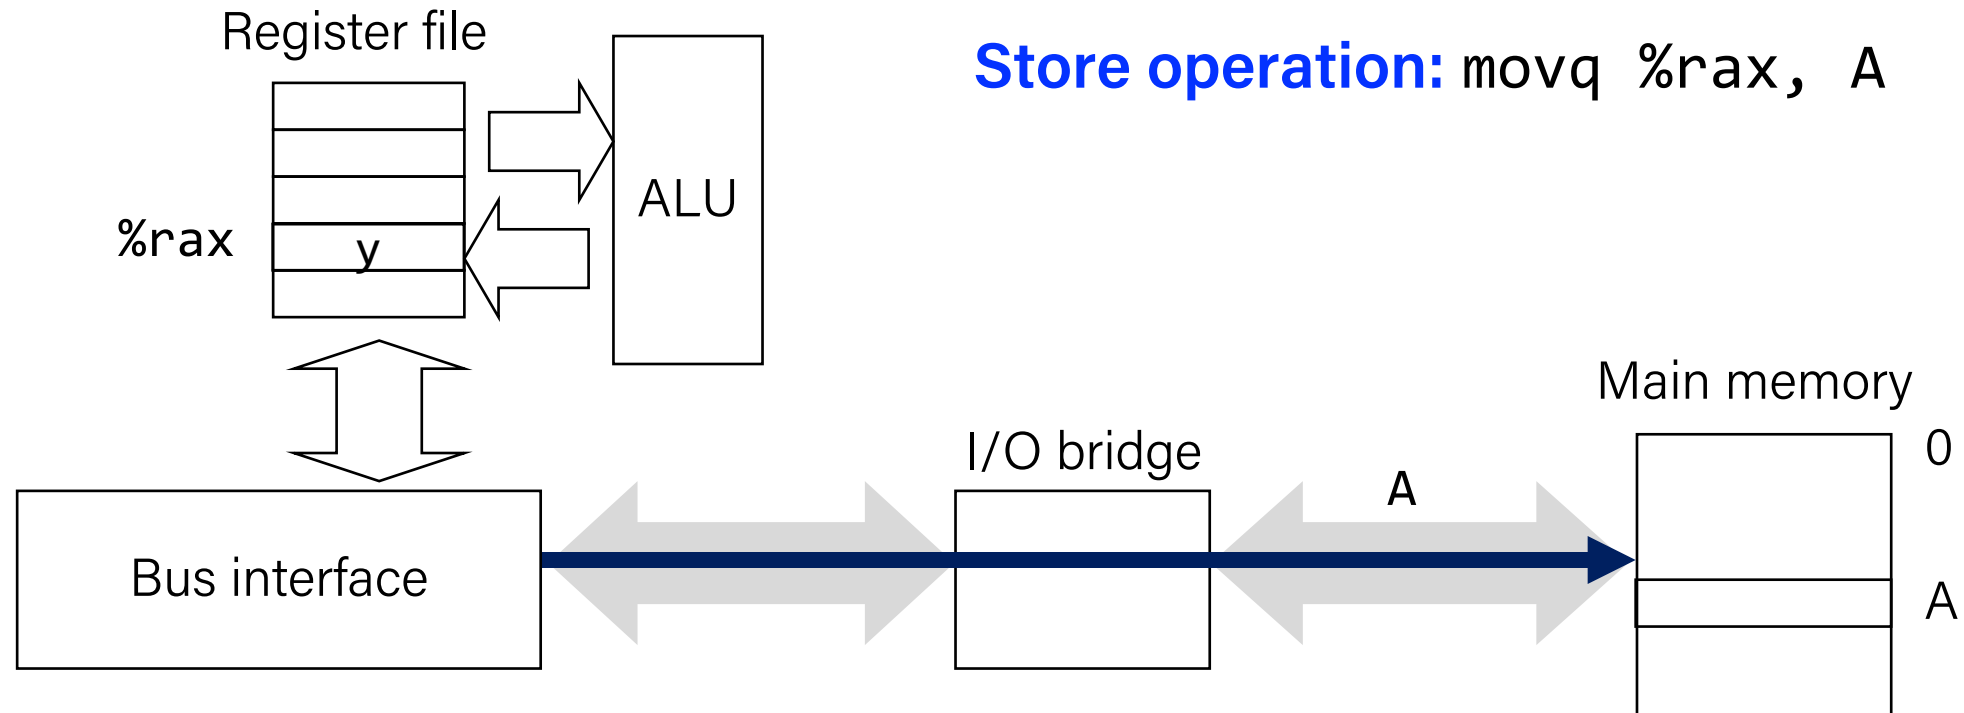 Register file
Store operation: movq %rax, A
ALU
%rax
y
Main memory
I/O bridge
0
A
Bus interface
A